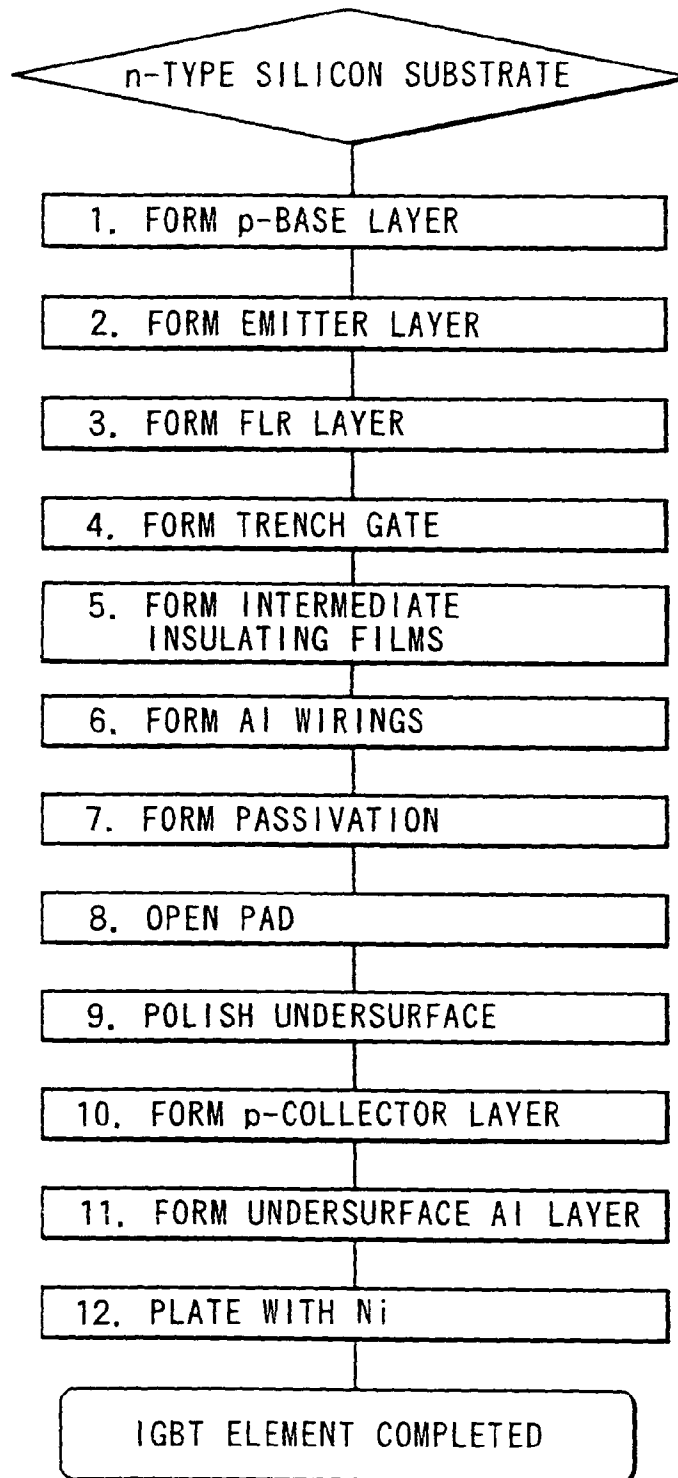 n-TYPE SILICON SUBSTRATE
1. FORM p-BASE LAYER
2. FORM EMITTER LAYER
3. FORM FLR LAYER
4. FORM TRENCH GATE
5. FORM INTERMEDIATE
INSULATING FILMS
6. FORM Al WIRINGS
7. FORM PASSIVATION
8. OPEN PAD
9. POLISH UNDERSURFACE
10. FORM p-COLLECTOR LAYER
11. FORM UNDERSURFACE Al LAYER
12. PLATE WITH Ni
IGBT ELEMENT COMPLETED